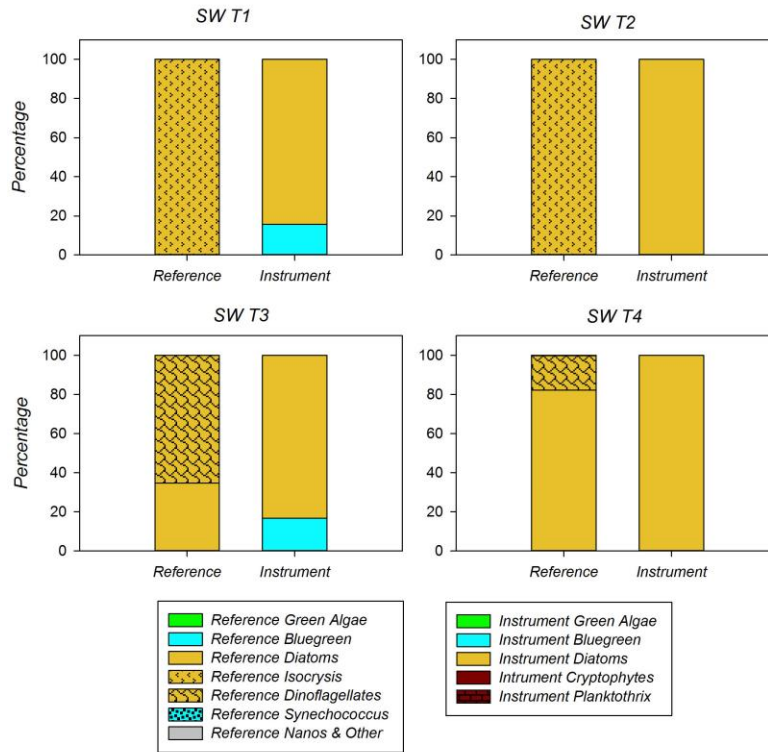 SW T1
SW T2
Percentage
100
80
60
40
20
0
100
80
60
40
20
0
Reference Instrument
Reference Instrument
SW T3
SW T4
Percentage
100
80
60
40
20
0
100
80
60
40
20
0
Reference Instrument
Reference Instrument
Reference Green Algae
Reference Bluegreen
Reference Diatoms
Reference Isocrysis
Reference Dinoflagellates
Reference Synechococcus
Reference Nanos & Other
Instrument Green Algae
Instrument Bluegreen
Instrument Diatoms
Intrument Cryptophytes
Instrument Planktothrix